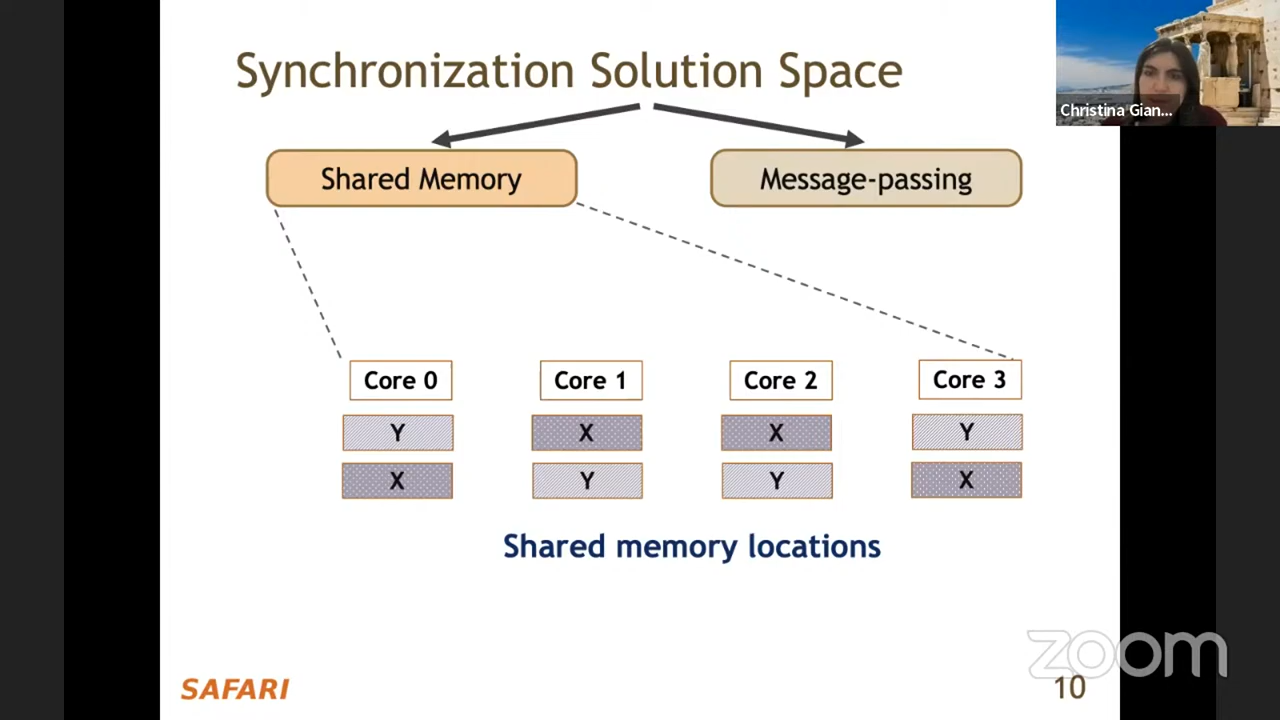 Synchronization Solution Space
Christina Gian...
Shared Memory
Message-passing
Core 0
Core 1
Core 2
Core 3
Y
X
X
Y
X
Y
Y
X
Shared memory locations
zoom
SAFARI
10